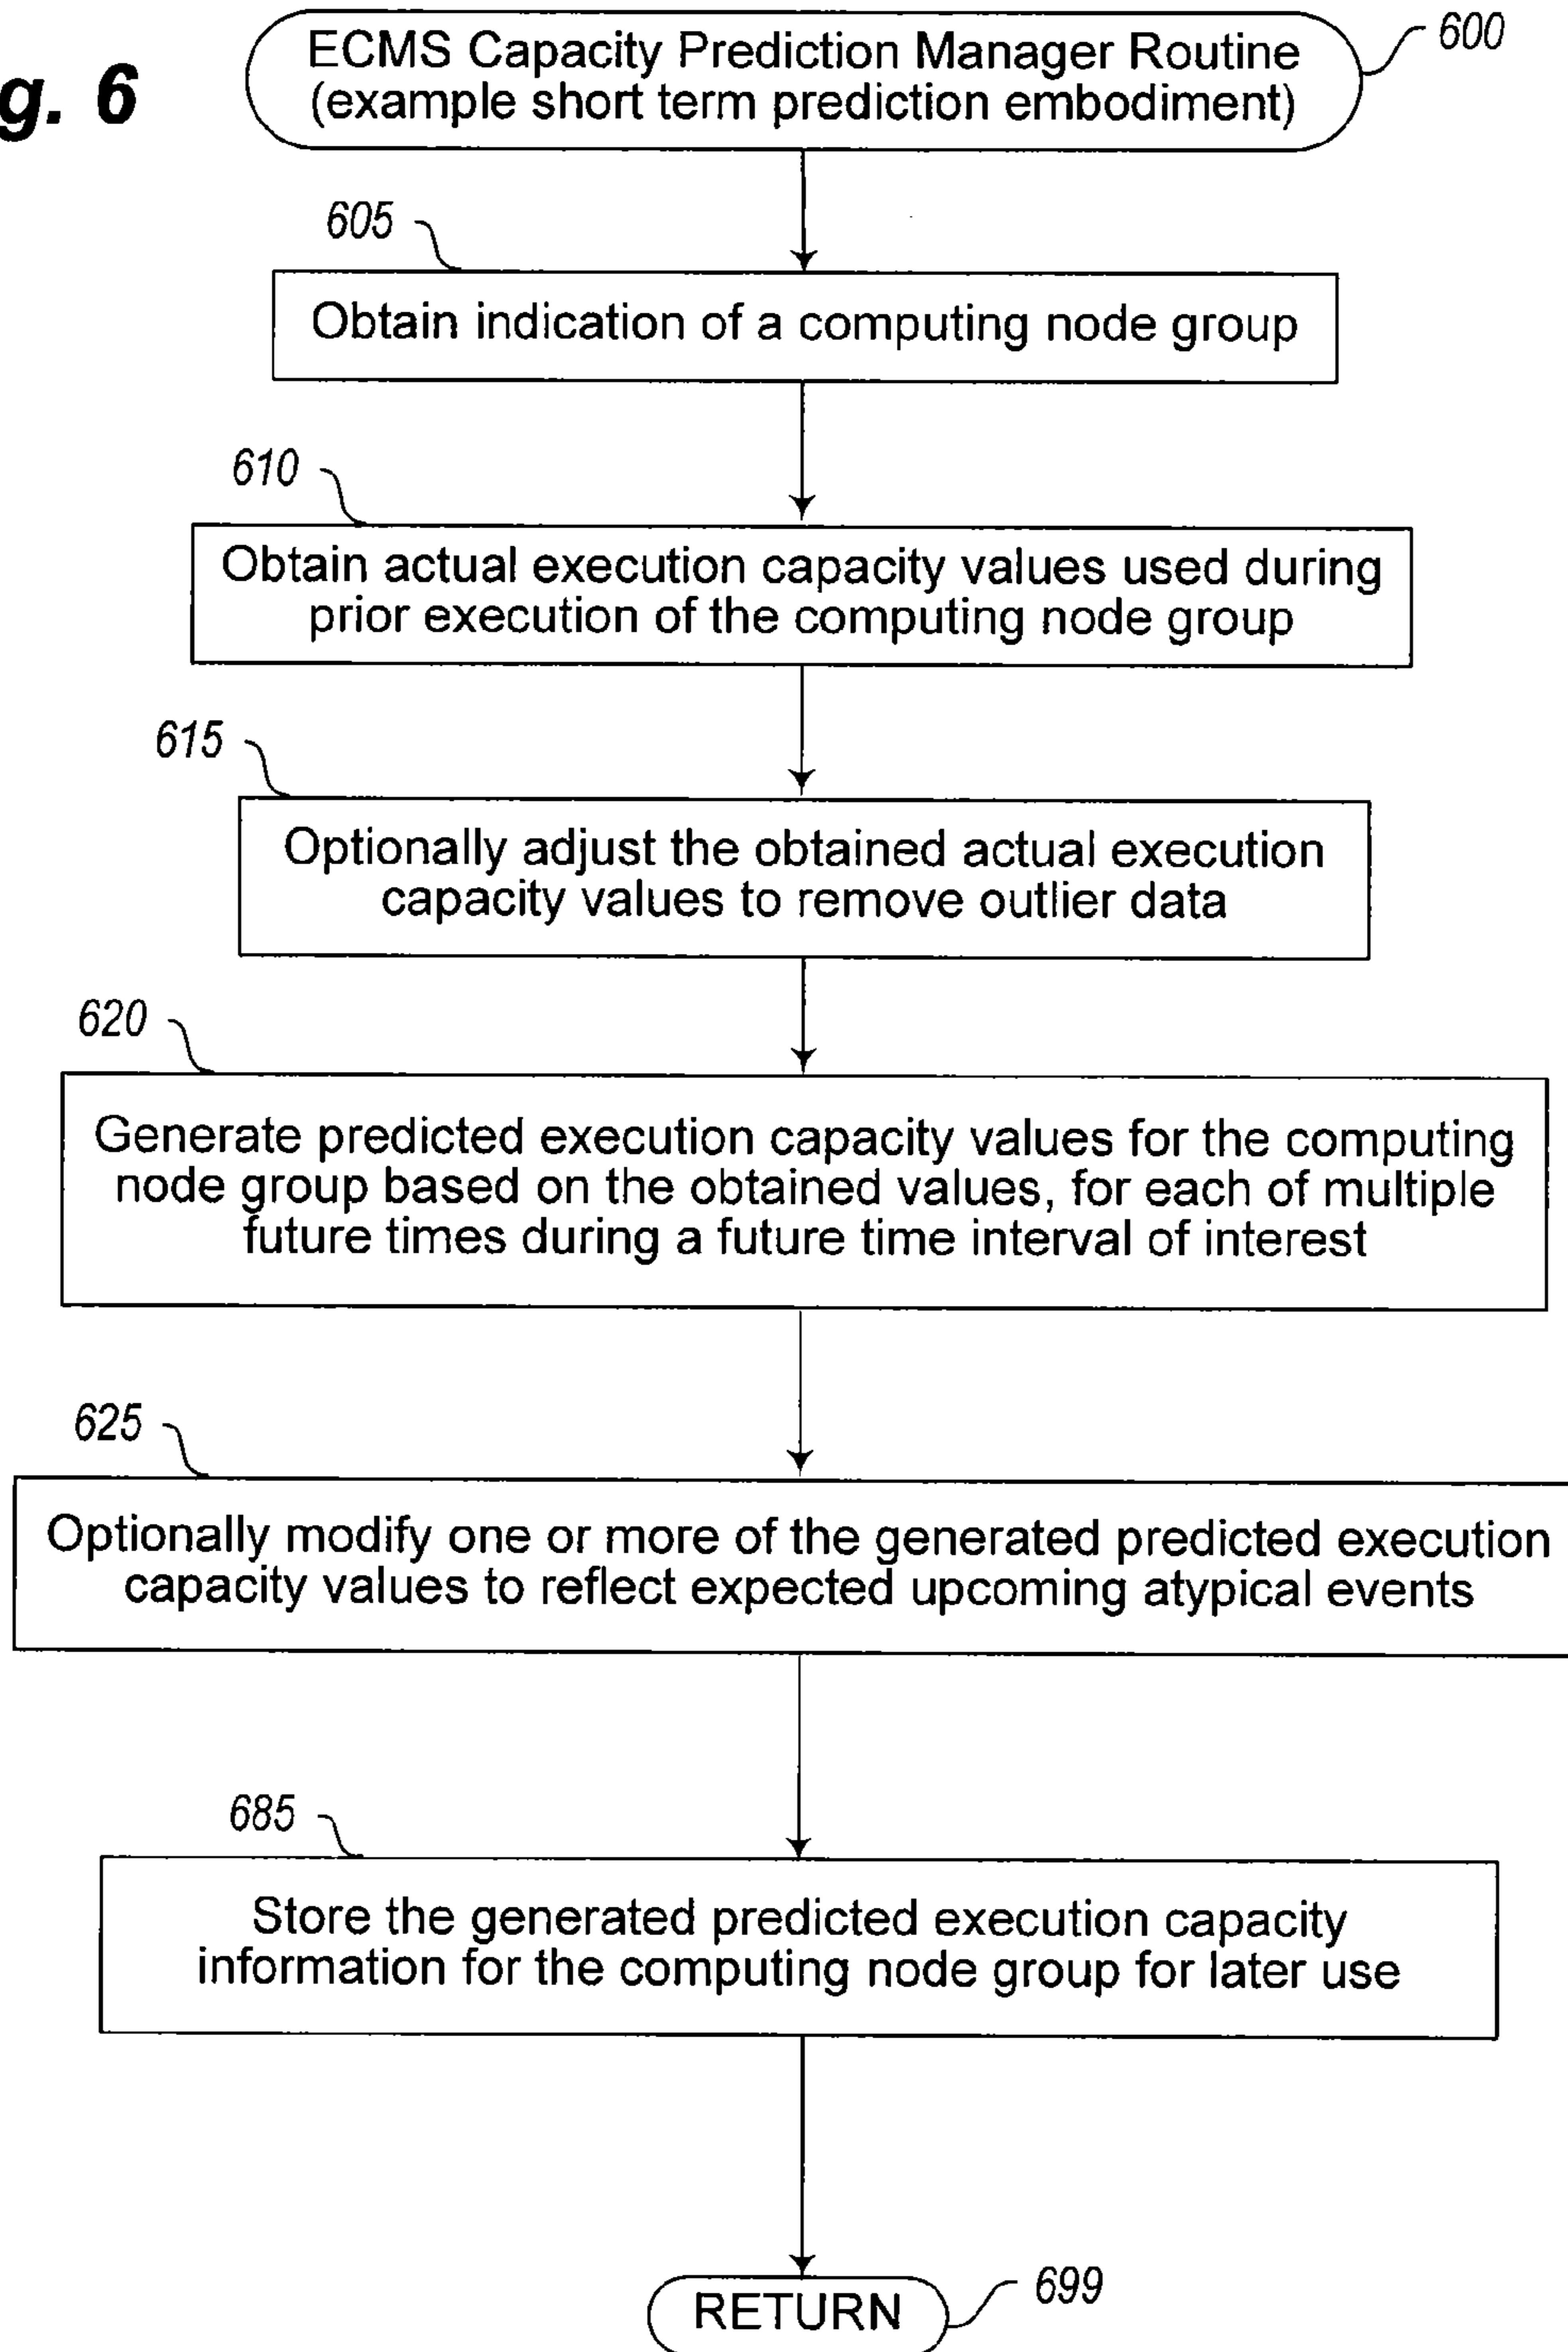 g. 6
ECMS Capacity Prediction Manager Routine
(example short term prediction embodiment)
600
605
Obtain indication of a computing node group
610
Obtain actual execution capacity values used during
prior execution of the computing node group
615
Optionally adjust the obtained actual execution
capacity values to remove outlier data
620
Generate predicted execution capacity values for the computing
node group based on the obtained values, for each of multiple
future times during a future time interval of interest
625
Optionally modify one or more of the generated predicted execution
capacity values to reflect expected upcoming atypical events
685
Store the generated predicted execution capacity
information for the computing node group for later use
RETURN
699